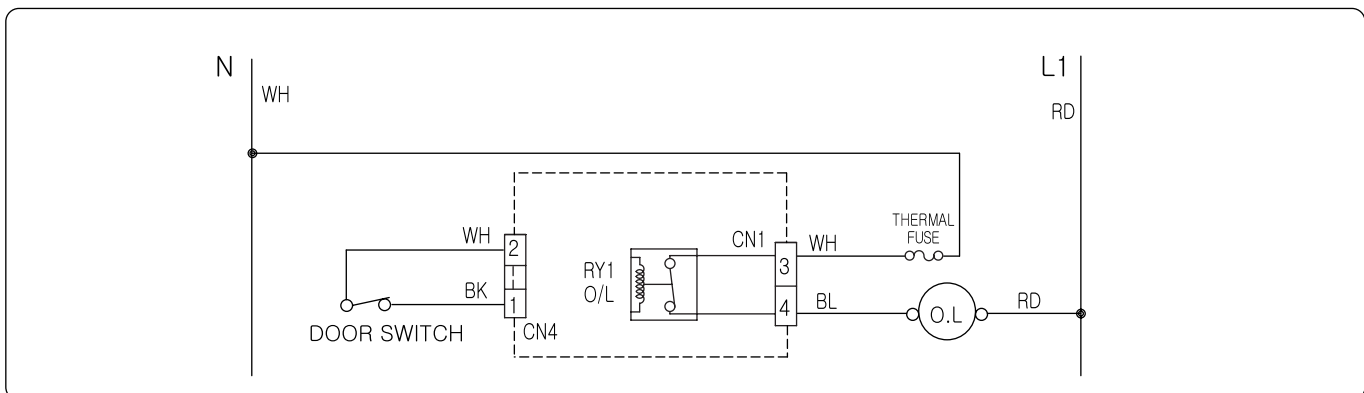 N
L1
WH
RD
THERMAL
FUSE
WH
2
CN1
WH
3
RY1
O/L
BK
1
4
BL
O.L
RD
DOOR SWITCH
CN4